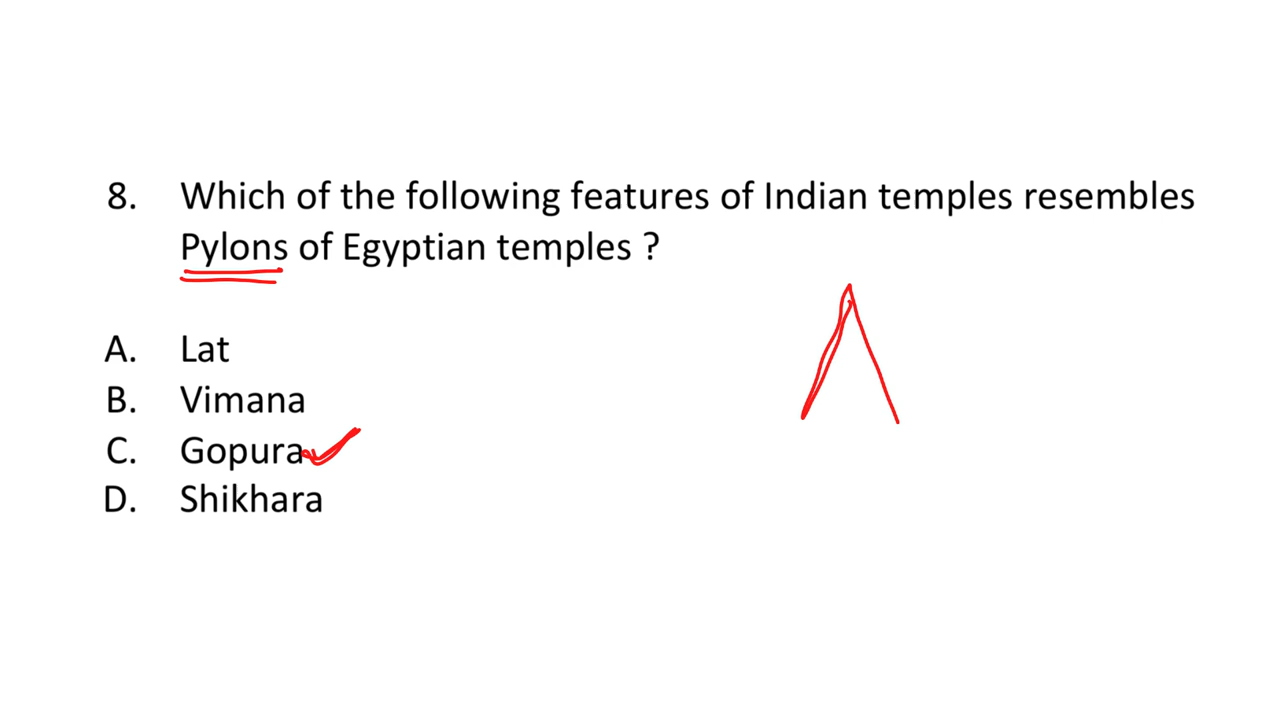 8. Which of the following features of Indian temples resembles
Pylons of Egyptian temples ?
A. Lat
B. Vimana
C. Gopura
D. Shikhara